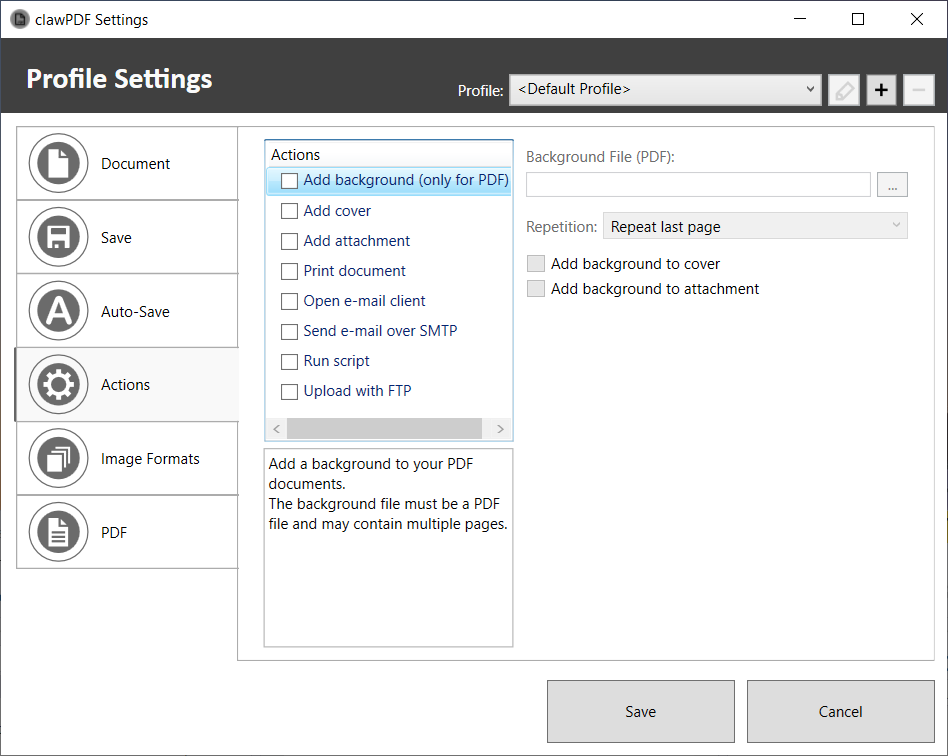 clawPDF Settings
Profile Settings
Profile: <Default Profile>
Document
Save
Auto-Save
Actions
Image Formats
PDF
Actions
Add background (only for PDF)
Add cover
Add attachment
Print document
Open e-mail client
Send e-mail over SMTP
Run script
Upload with FTP
Add a background to your PDF
documents.
The background file must be a PDF
file and may contain multiple pages.
Background File (PDF):
...
Repetition: Repeat last page
Add background to cover
Add background to attachment
Save
Cancel